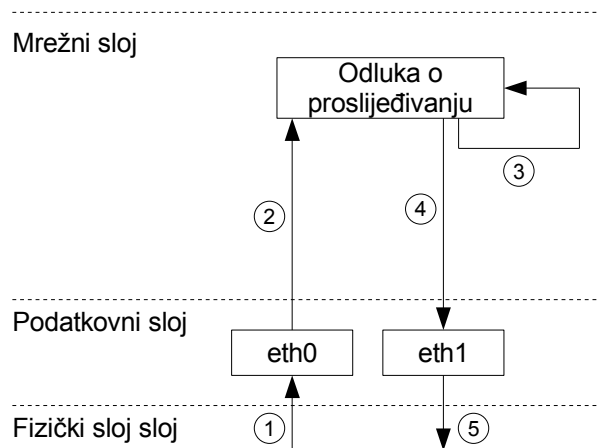 Mrežni sloj
Odluka o
proslijeđivanju
3
2
4
Podatkovni sloj
eth0
eth1
Fizički sloj sloj
1
5